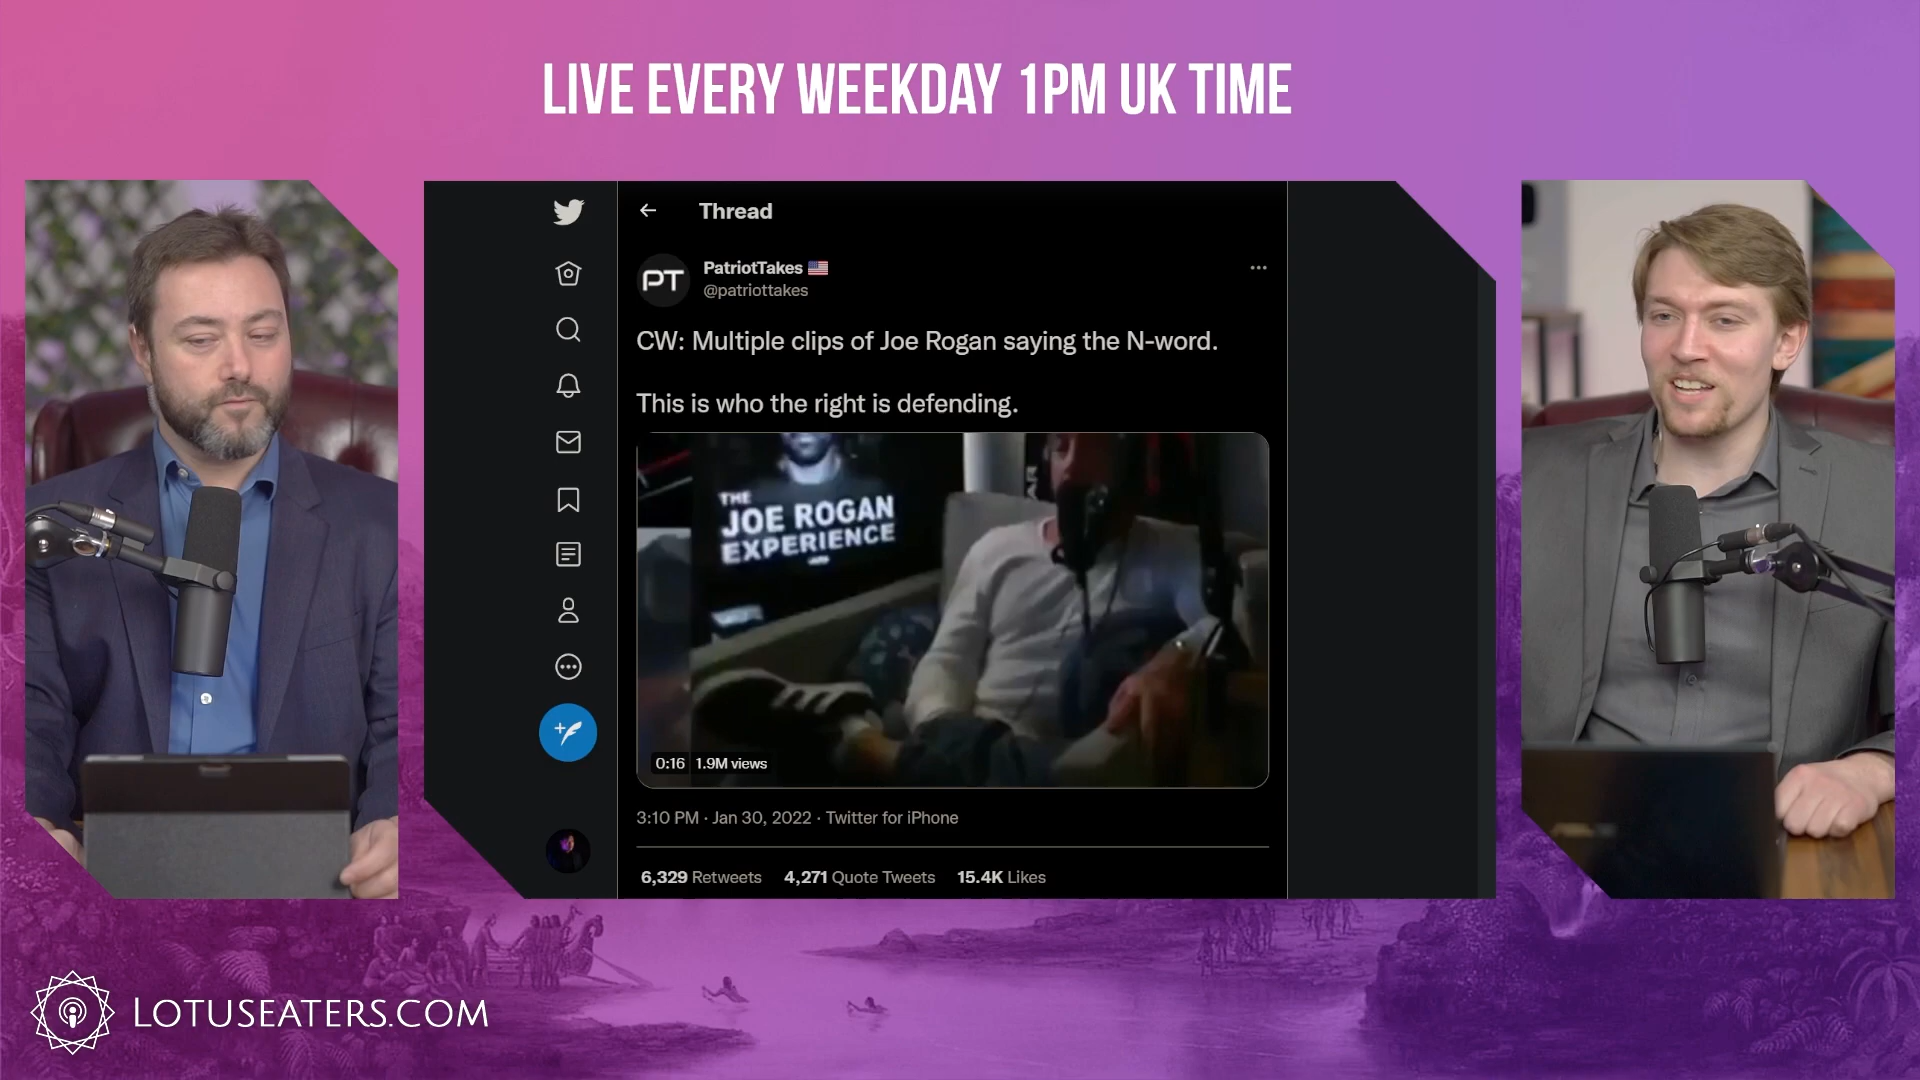 LIVE EVERY WEEKDAY 1PM UK TIME
Thread
PT
PatriotTakes 🇺🇸
@patriottakes
CW: Multiple clips of Joe Rogan saying the N-word.
This is who the right is defending.
THE
JOE ROGAN
EXPERIENCE
0:16 1.9M views
3:10 PM · Jan 30, 2022 · Twitter for iPhone
6,329 Retweets 4,271 Quote Tweets 15.4K Likes
LOTUSEATERS.COM